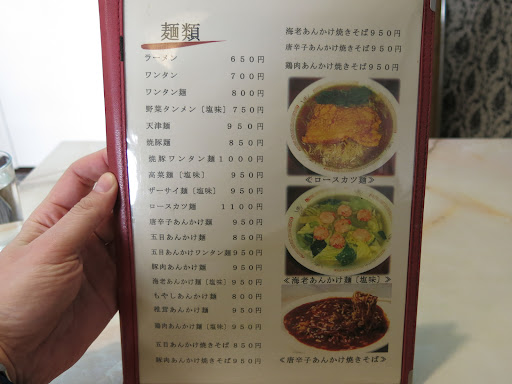 麺類
ラーメン 650円
ワンタン 700円
ワンタン麺 800円
野菜タンメン〔塩味〕750円
天津麺 950円
焼豚麺 850円
焼豚ワンタン麺1000円
高菜麺〔塩味〕950円
ザーサイ麺〔塩味〕950円
ロースカツ麺 1100円
唐辛子あんかけ麺 950円
五目あんかけ麺 850円
五目あんかけワンタン麺950円
豚肉あんかけ麺 950円
海老あんかけ麺〔塩味〕950円
もやしあんかけ麺 800円
椎茸あんかけ麺 950円
鶏肉あんかけ麺〔塩味〕950円
五目あんかけ焼きそば850円
豚肉あんかけ焼きそば950円
海老あんかけ焼きそば950円
唐辛子あんかけ焼きそば950円
鶏肉あんかけ焼きそば950円
≪ロースカツ麺≫
≪海老あんかけ麺〔塩味〕≫
≪唐辛子あんかけ焼きそば≫